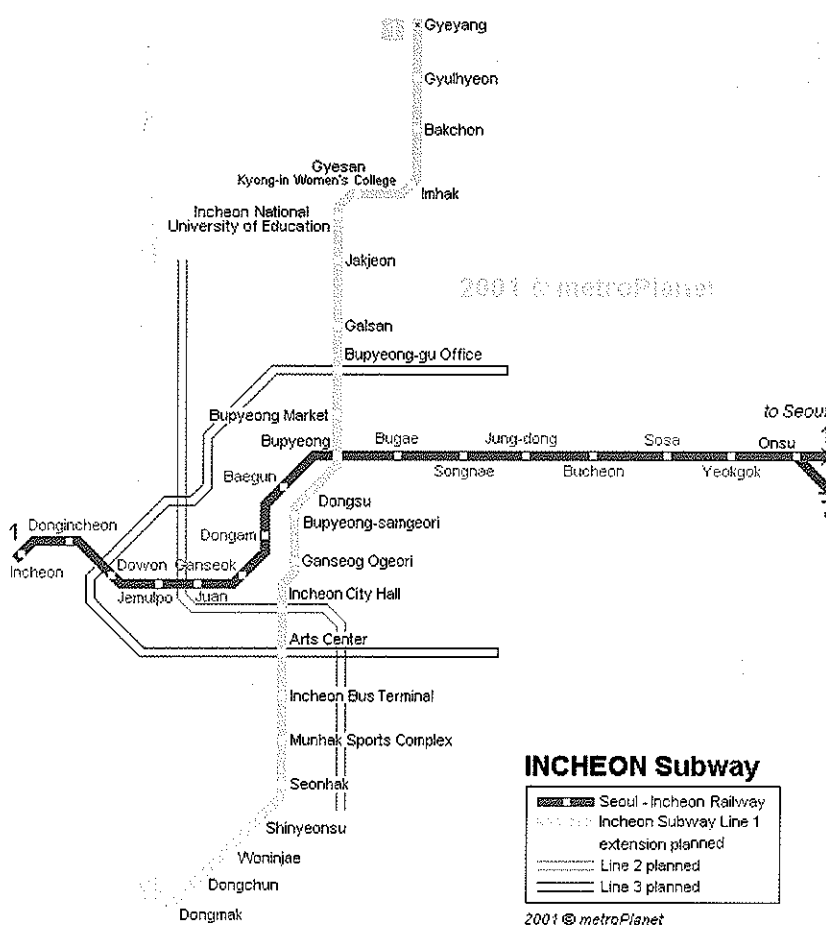 Gyeyang
Gyulhyeon
Bakchon
Gyesan
Kyong-in Women's College
Imhak
Incheon National
University of Education
Jakjeon
2001 © metroPlanet
Galsan
Bupyeong-gu Office
Bupyeong Market
to Seoul
Bupyeong
Bugae
Jung-dong
Sosa
Onsu
Songnae
Bucheon
Yeokgok
Baegun
Dongsu
Bupyeong-samgeori
1
Dongincheon
Dongam
Ganseog Ogeori
Incheon
Dowon
Ganseok
Jemulpo
Juan
Incheon City Hall
Arts Center
Incheon Bus Terminal
Munhak Sports Complex
Seonhak
Shinyeonsu
Woninjae
Dongchun
Dongmak
INCHEON Subway
Seoul - Incheon Railway
Incheon Subway Line 1
extension planned
Line 2 planned
Line 3 planned
2001 © metroPlanet